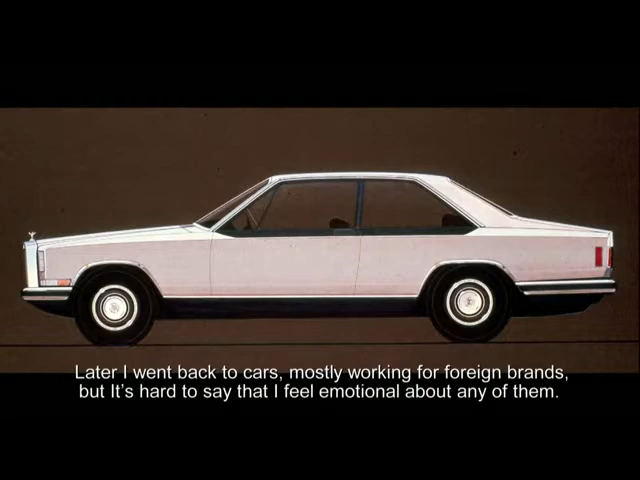 Later I went back to cars, mostly working for foreign brands,
but It's hard to say that I feel emotional about any of them.